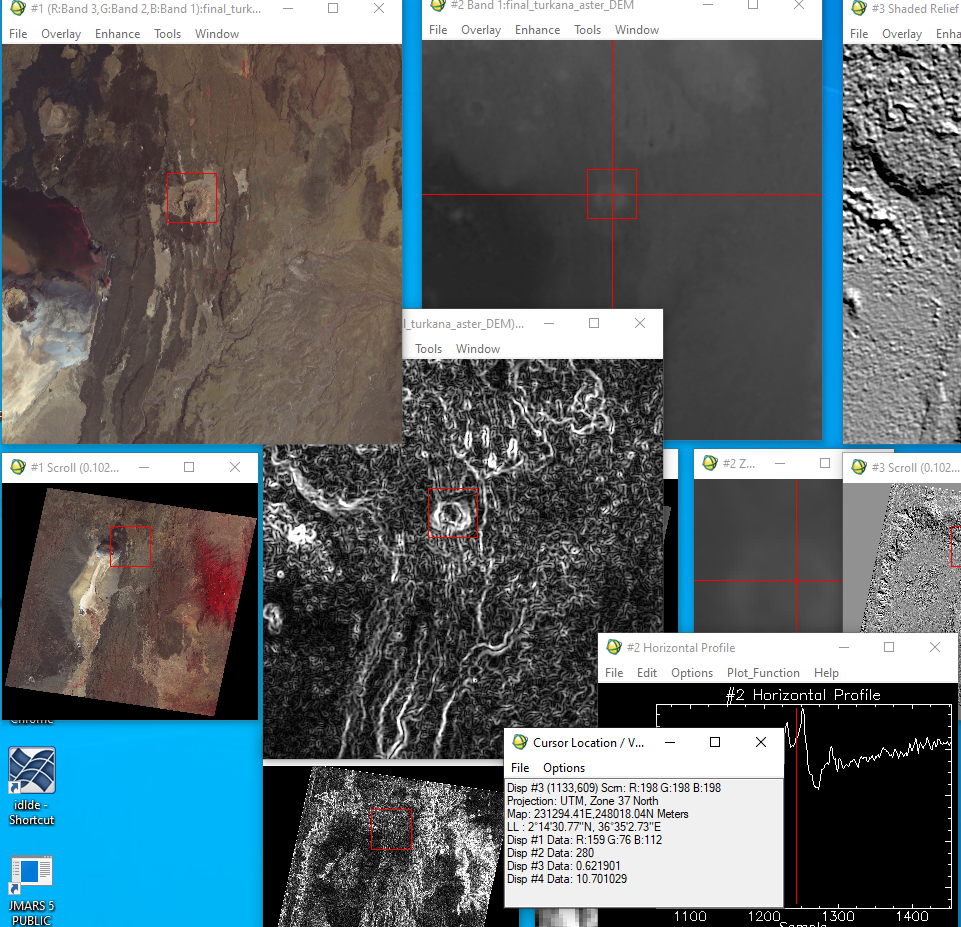 #1 (R:Band 3,G:Band 2,B:Band 1):final_turk...
File Overlay Enhance Tools Window
#2 Band 1:final_turkana_aster_DEM
File Overlay Enhance Tools Window
#3 Shaded Relief
File Overlay Enha
l_turkana_aster_DEM)...
Tools Window
#1 Scroll (0.102...
#2 Z...
#3 Scroll (0.102...
#2 Horizontal Profile
File Edit Options Plot_Function Help
#2 Horizontal Profile
Cursor Location / V...
File Options
Disp #3 (1133,609) Scrn: R:198 G:198 B:198
Projection: UTM, Zone 37 North
Map: 231294.41E,248018.04N Meters
LL : 2°14'30.77"N, 36°35'2.73"E
Disp #1 Data: R:159 G:76 B:112
Disp #2 Data: 280
Disp #3 Data: 0.621901
Disp #4 Data: 10.701029
1100 1200 1300 1400
Sample
Chrome
idlde -
Shortcut
JMARS 5
PUBLIC